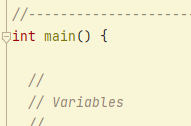 //--------------------
int main() {
//
// Variables
//